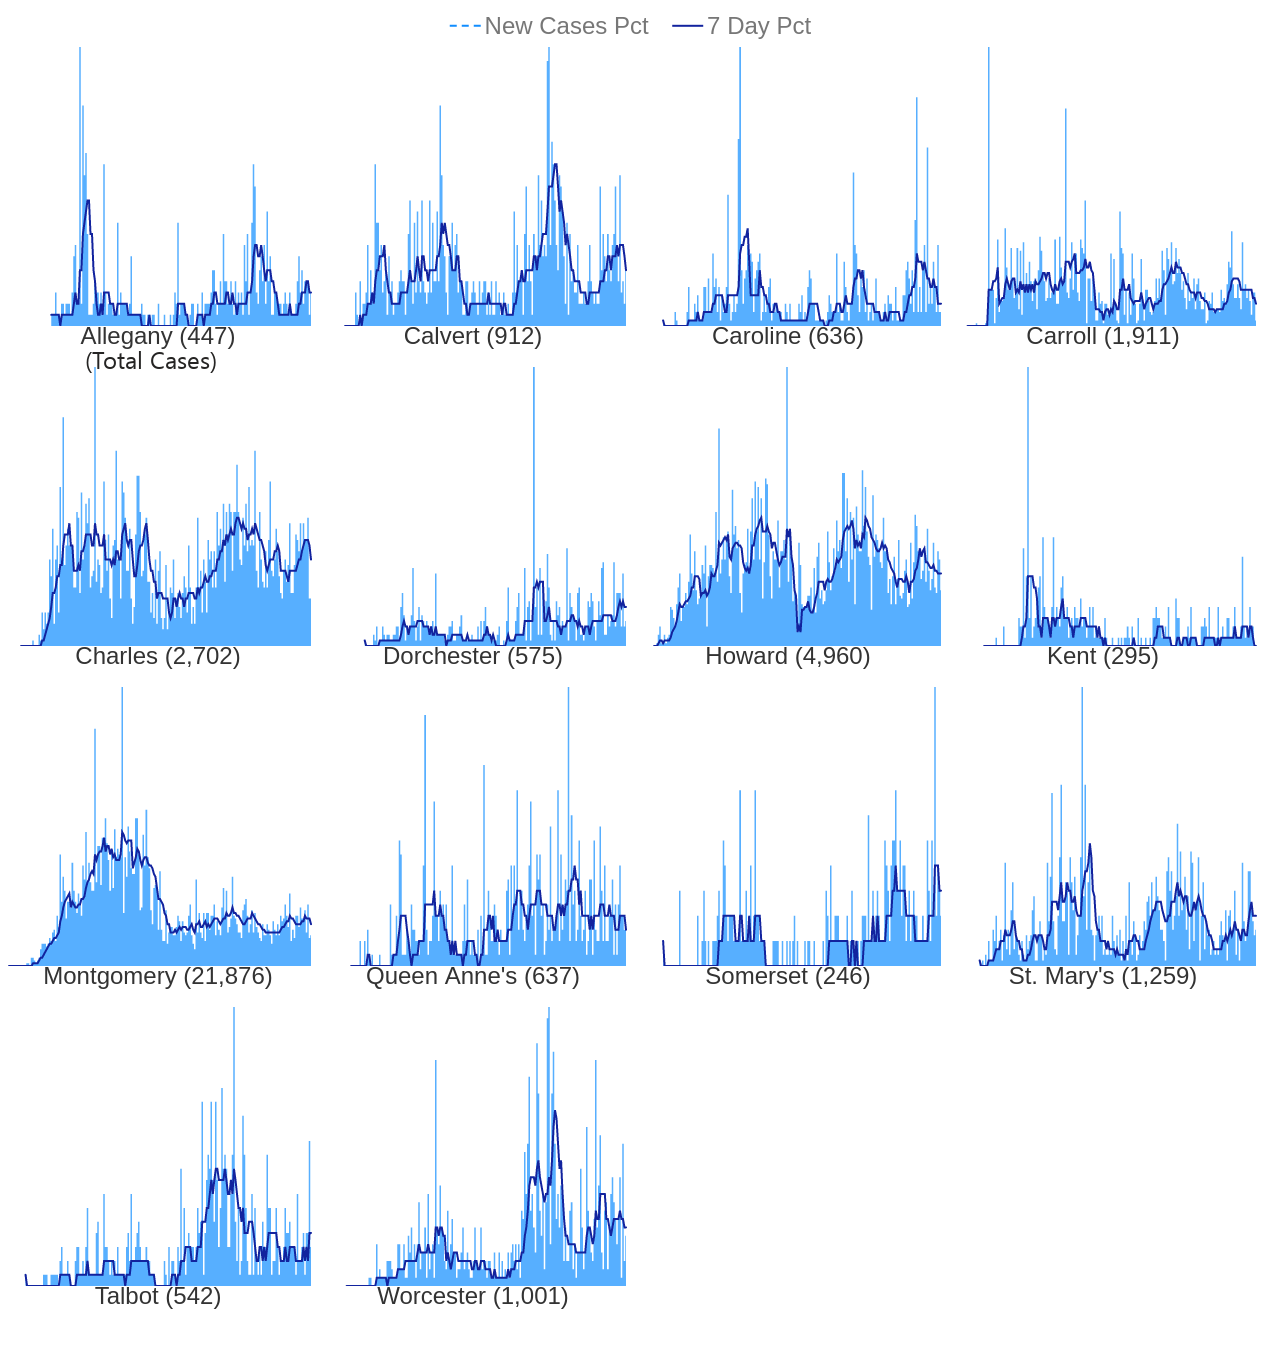 New Cases Pct 7 Day Pct
Allegany (447) Calvert (912) Caroline (636) Carroll (1,911)
(Total Cases)
Charles (2,702) Dorchester (575) Howard (4,960) Kent (295)
Montgomery (21,876) Queen Anne's (637) Somerset (246) St. Mary's (1,259)
Talbot (542) Worcester (1,001)